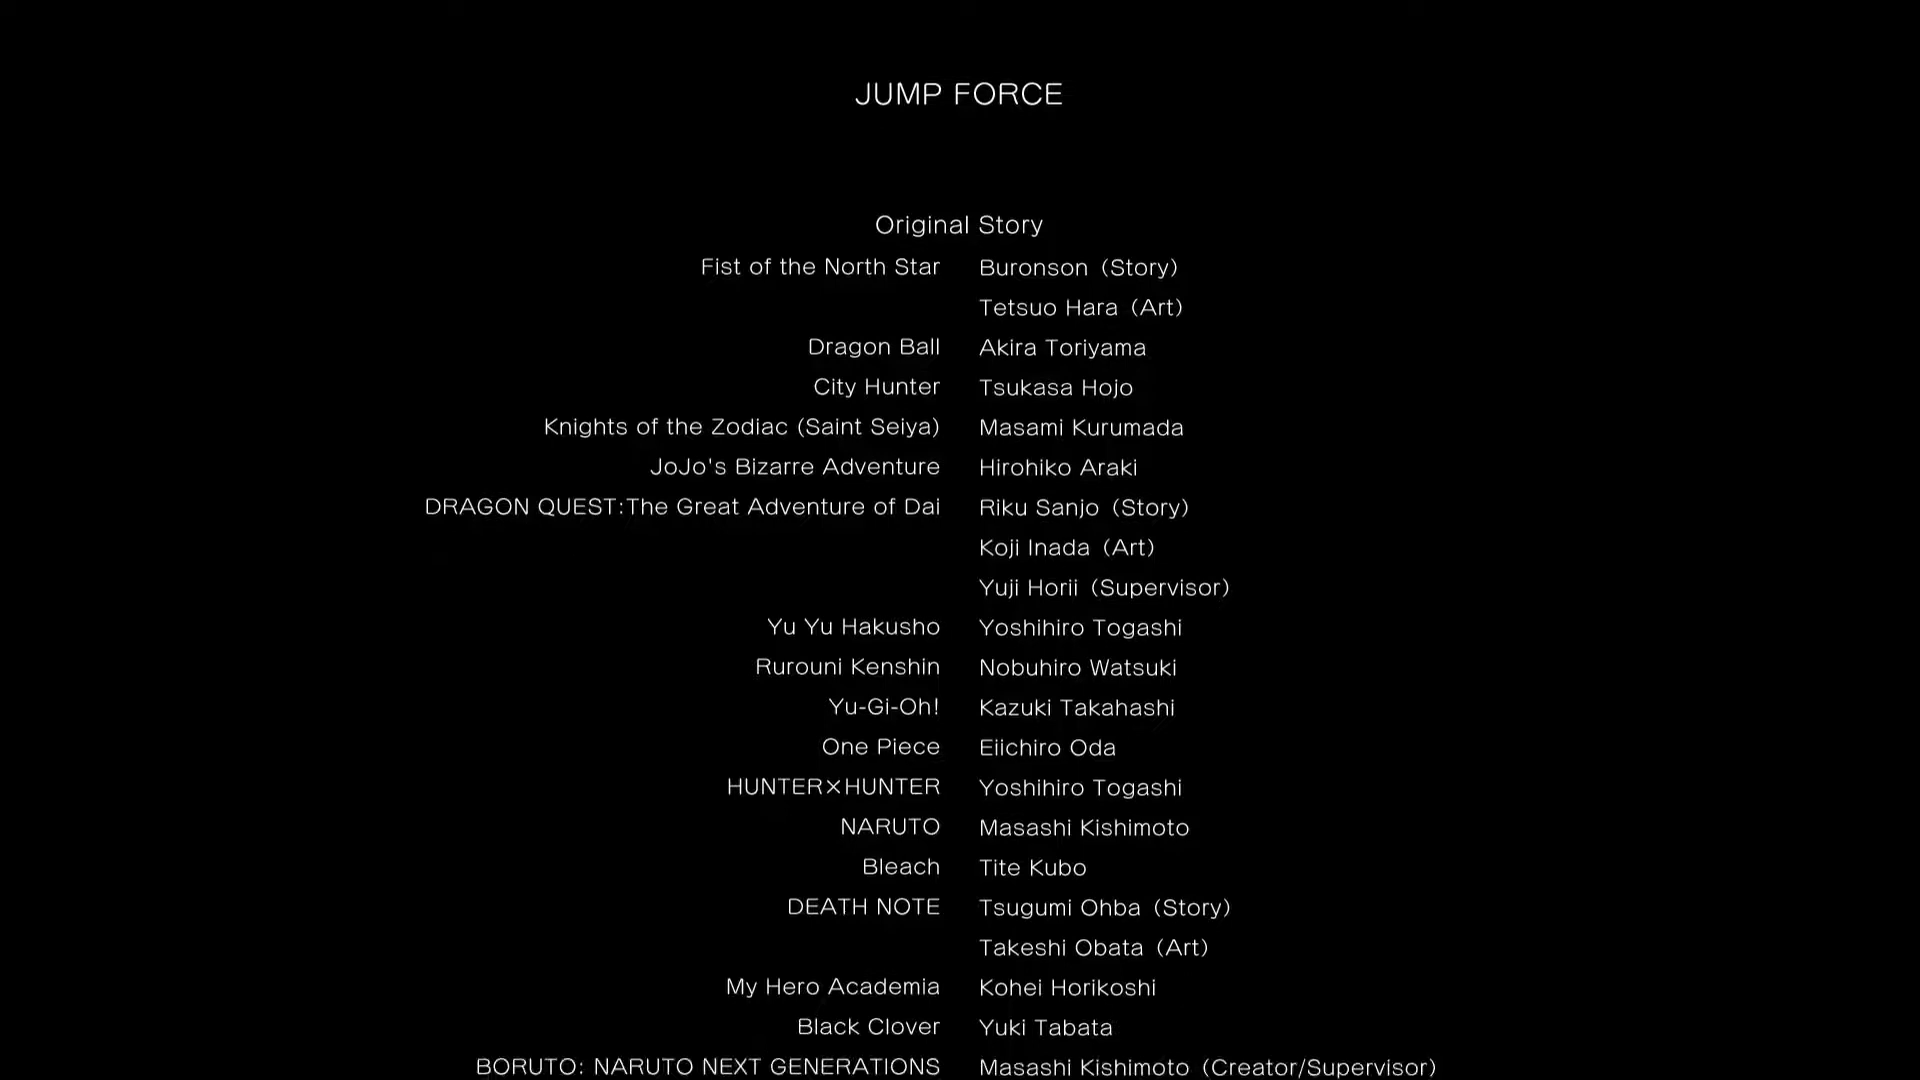 JUMP FORCE
Original Story
Fist of the North Star Buronson (Story)
Tetsuo Hara (Art)
Dragon Ball Akira Toriyama
City Hunter Tsukasa Hojo
Knights of the Zodiac (Saint Seiya) Masami Kurumada
JoJo's Bizarre Adventure Hirohiko Araki
DRAGON QUEST:The Great Adventure of Dai Riku Sanjo (Story)
Koji Inada (Art)
Yuji Horii (Supervisor)
Yu Yu Hakusho Yoshihiro Togashi
Rurouni Kenshin Nobuhiro Watsuki
Yu-Gi-Oh! Kazuki Takahashi
One Piece Eiichiro Oda
HUNTER×HUNTER Yoshihiro Togashi
NARUTO Masashi Kishimoto
Bleach Tite Kubo
DEATH NOTE Tsugumi Ohba (Story)
Takeshi Obata (Art)
My Hero Academia Kohei Horikoshi
Black Clover Yuki Tabata
BORUTO: NARUTO NEXT GENERATIONS Masashi Kishimoto (Creator/Supervisor)